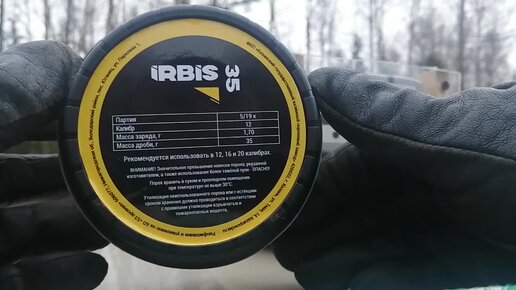 IRBIS 35
Партия 5/19 к
Калибр 12
Масса заряда, г 1,70
Масса дроби, г 35
Рекомендуется использовать в 12, 16 и 20 калибрах.
ВНИМАНИЕ! Значительное превышение навески пороха, указанной
изготовителем, а также использование более тяжёлой пули - ОПАСНО!
Порох хранить в сухом и прохладном помещении
при температуре не выше 30°С.
Утилизация неиспользованного пороха или с истёкшим
сроком хранения должна проводиться в соответствии
с правилами утилизации взрывчатых и
пожароопасных веществ.